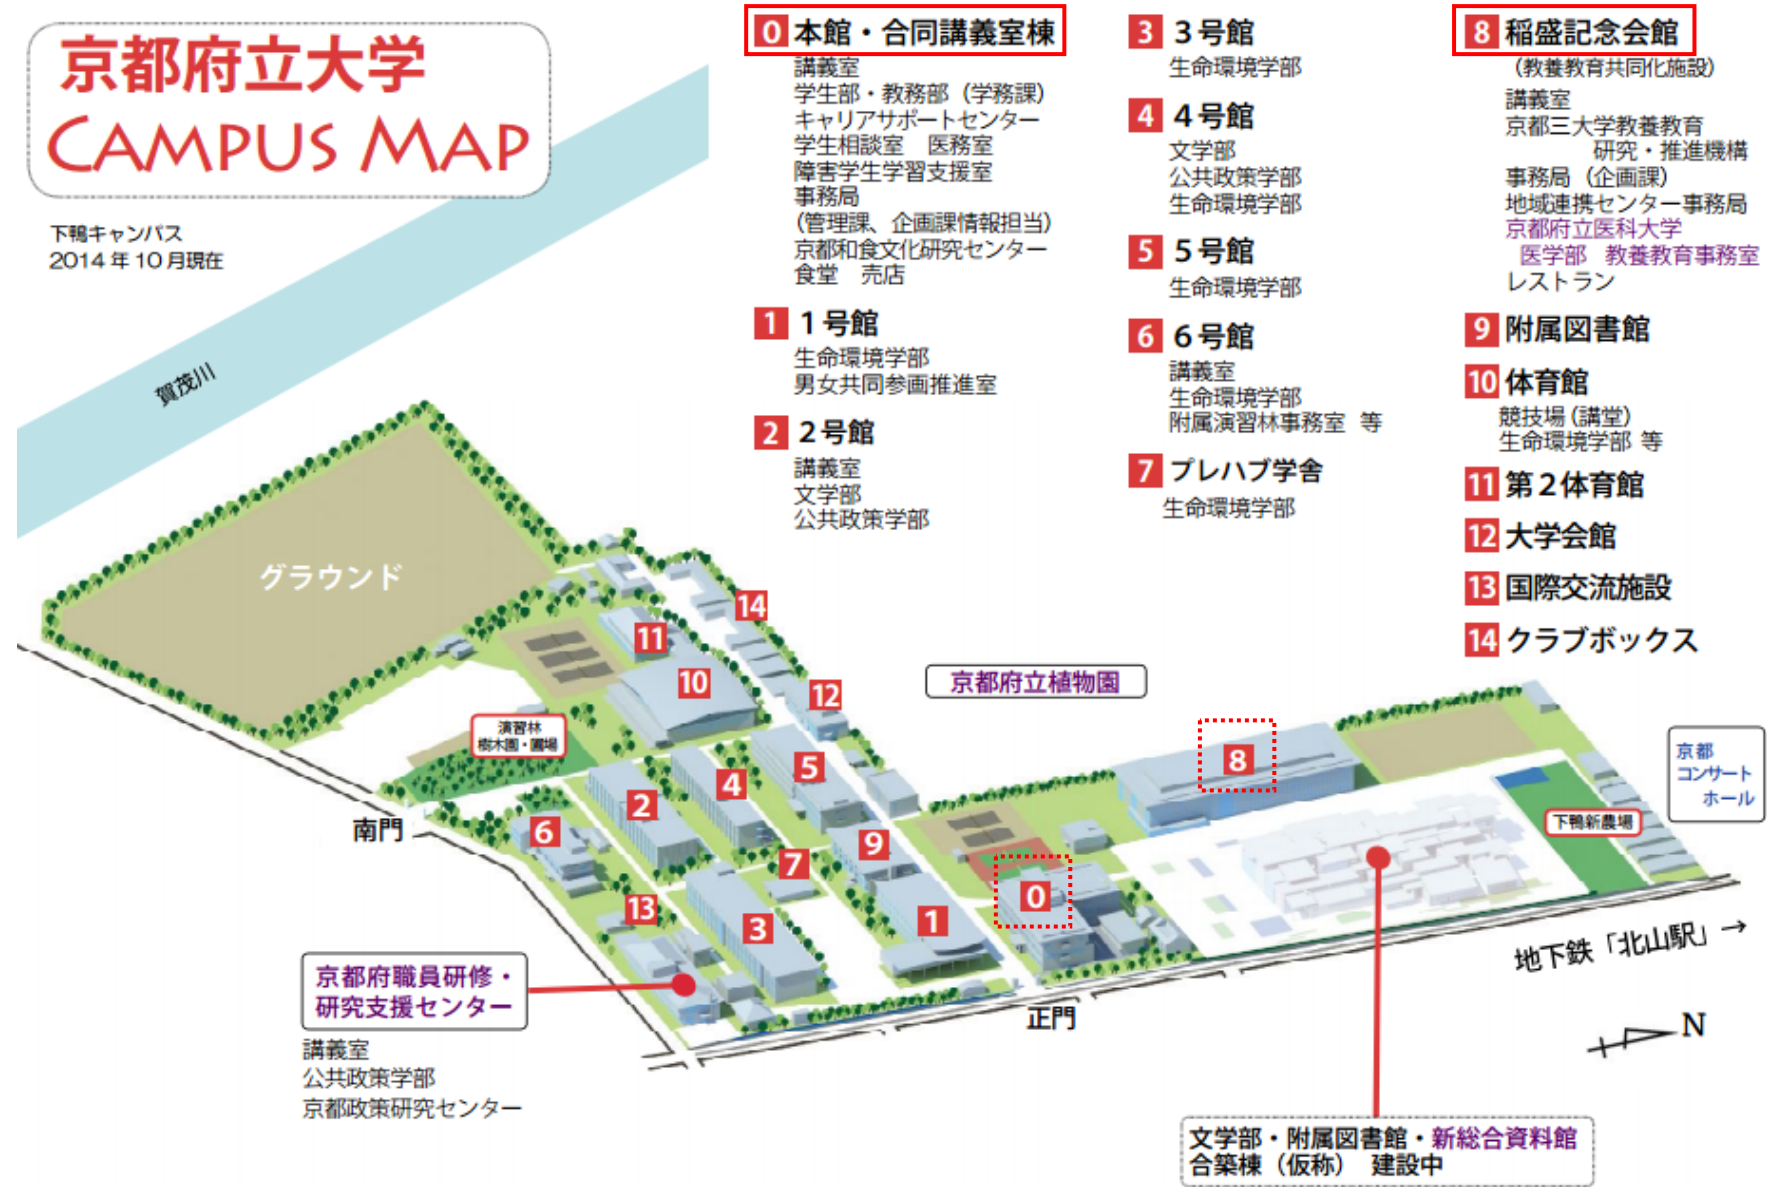 京都府立大学
CAMPUS MAP
下鴨キャンパス
2014年10月現在
0 本館・合同講義室棟
講義室
学生部・教務部（学務課）
キャリアサポートセンター
学生相談室　医務室
障害学生学習支援室
事務局
（管理課、企画課情報担当）
京都和食文化研究センター
食堂　売店
1 1号館
生命環境学部
男女共同参画推進室
2 2号館
講義室
文学部
公共政策学部
3 3号館
生命環境学部
4 4号館
文学部
公共政策学部
生命環境学部
5 5号館
生命環境学部
6 6号館
講義室
生命環境学部
附属演習林事務室 等
7 プレハブ学舎
生命環境学部
8 稲盛記念会館
（教養教育共同化施設）
講義室
京都三大学教養教育
研究・推進機構
事務局（企画課）
地域連携センター事務局
京都府立医科大学
医学部　教養教育事務室
レストラン
9 附属図書館
10 体育館
競技場（講堂）
生命環境学部 等
11 第2体育館
12 大学会館
13 国際交流施設
14 クラブボックス
賀茂川
グラウンド
14
11
10
12
京都府立植物園
演習林
樹木園・圃場
5
4
8
京都
コンサート
ホール
2
南門
6
9
下鴨新農場
7
0
13
3
1
地下鉄「北山駅」→
京都府職員研修・
研究支援センター
講義室
公共政策学部
京都政策研究センター
正門
N
文学部・附属図書館・新総合資料館
合築棟（仮称）　建設中